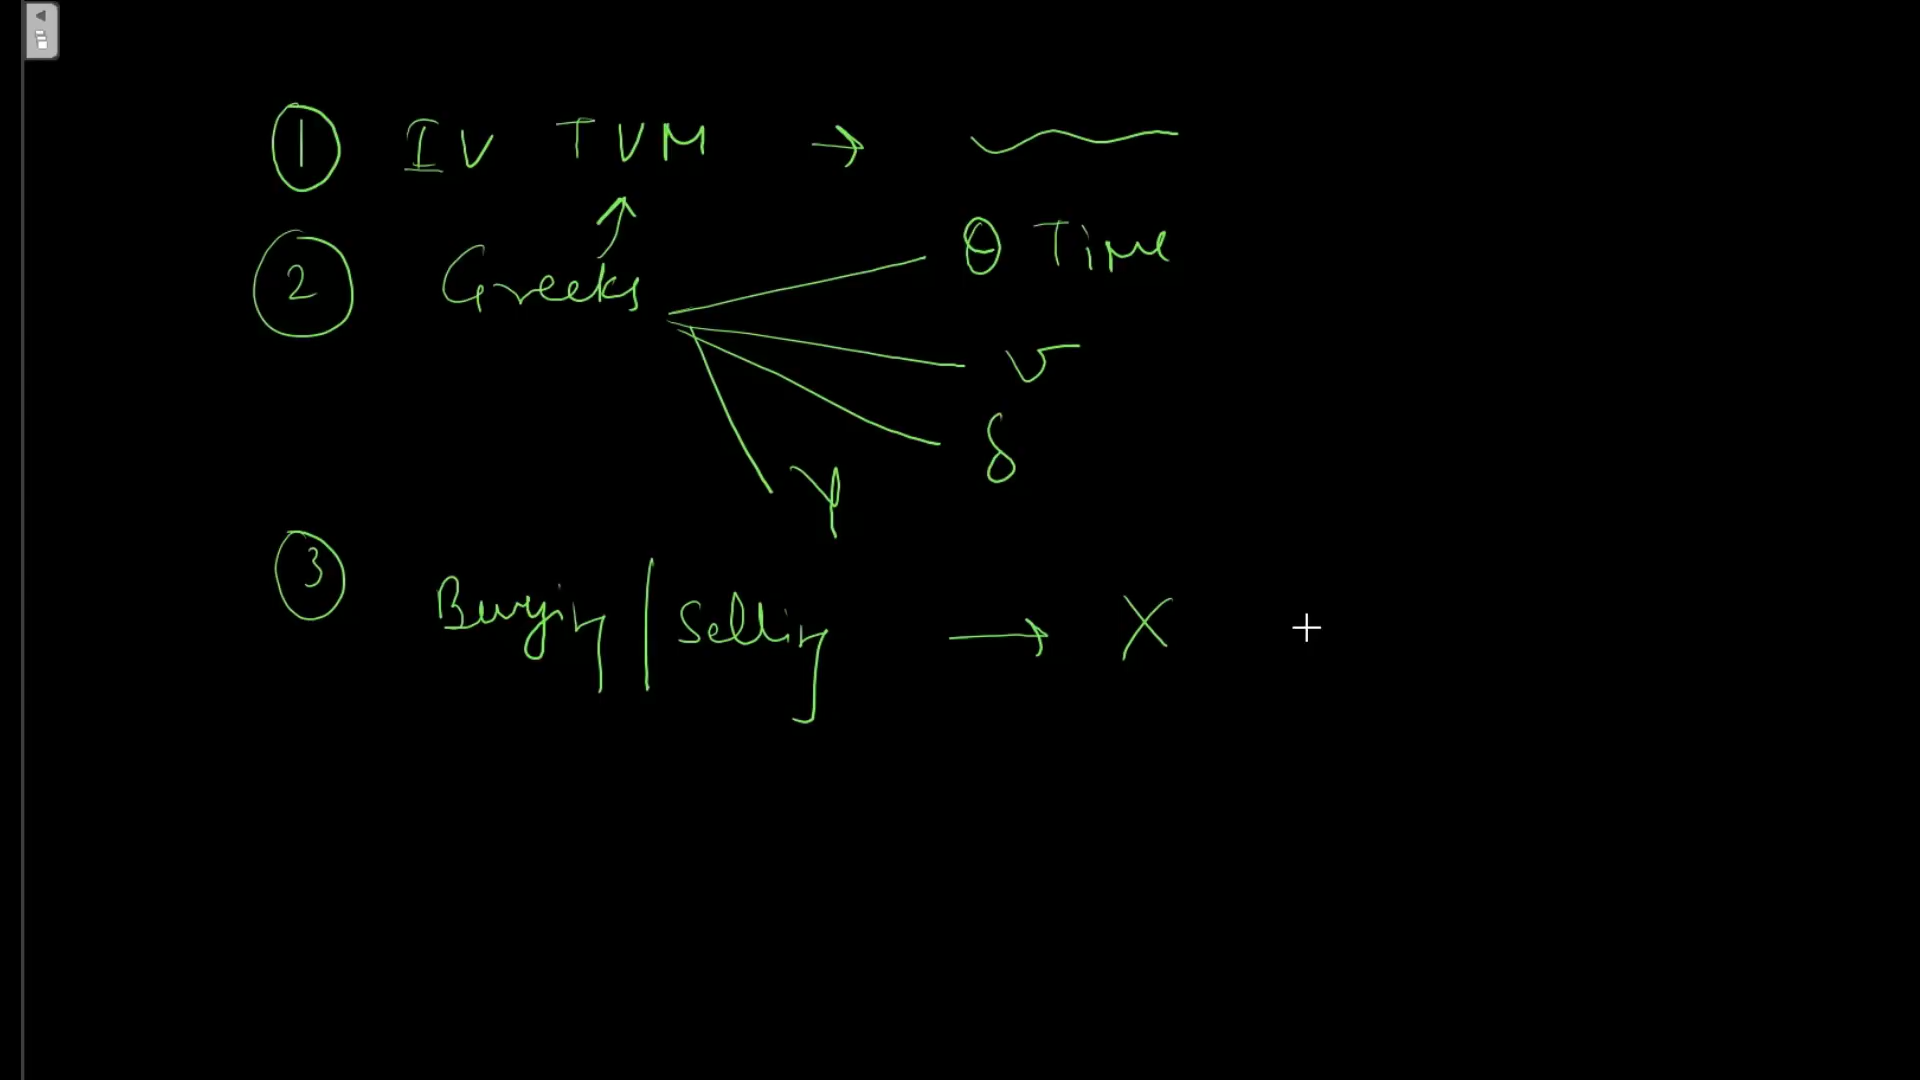 1 IV TVM →
2 Greeks θ Time
ν
δ
γ
3 Buying | Selling → X